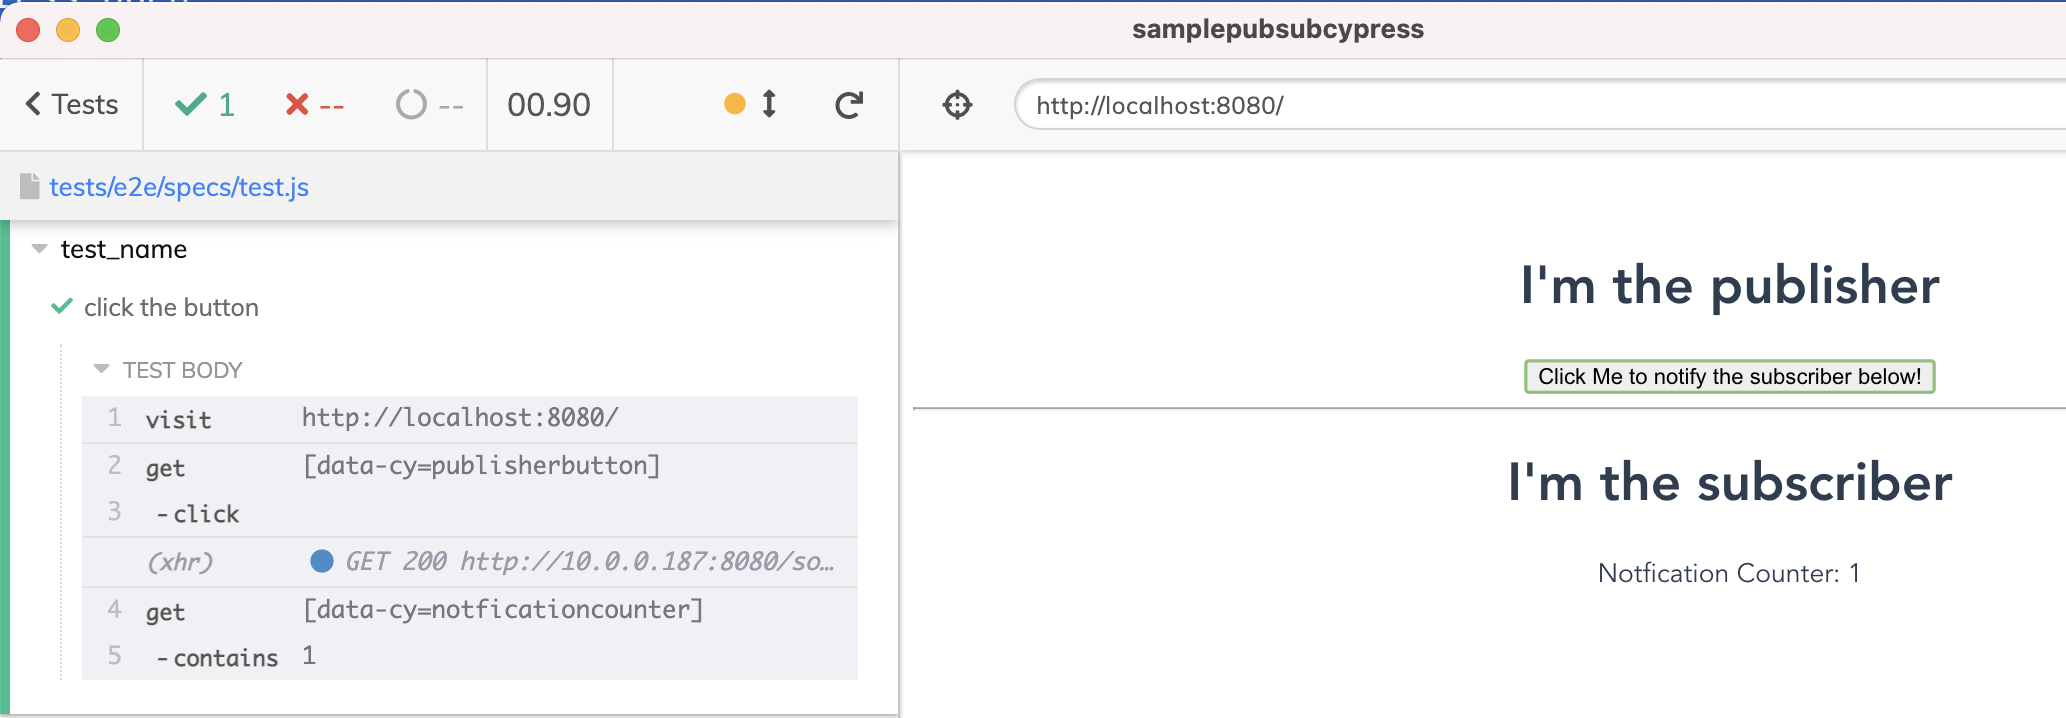 samplepubsubcypress
Tests 1 -- -- 00.90
http://localhost:8080/
tests/e2e/specs/test.js
test_name
click the button
TEST BODY
1 visit http://localhost:8080/
2 get [data-cy=publisherbutton]
3 -click
(xhr) GET 200 http://10.0.0.187:8080/so…
4 get [data-cy=notficationcounter]
5 -contains 1
I'm the publisher
Click Me to notify the subscriber below!
I'm the subscriber
Notfication Counter: 1